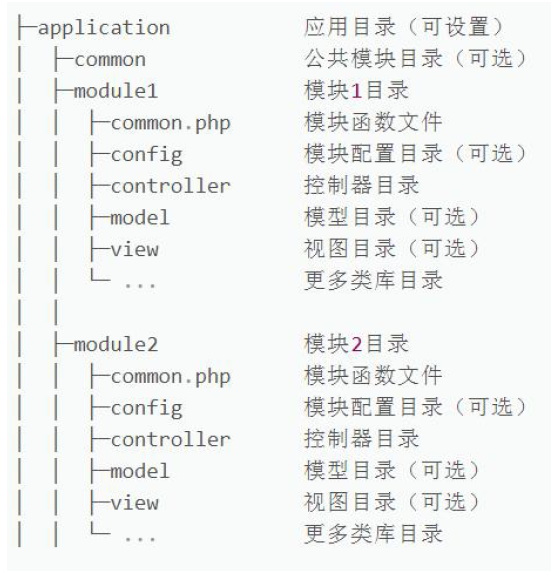 ├─application 应用目录（可设置）
│ ├─common 公共模块目录（可选）
│ ├─module1 模块1目录
│ │ ├─common.php 模块函数文件
│ │ ├─config 模块配置目录（可选）
│ │ ├─controller 控制器目录
│ │ ├─model 模型目录（可选）
│ │ ├─view 视图目录（可选）
│ │ └─ ... 更多类库目录
│ │
│ ├─module2 模块2目录
│ │ ├─common.php 模块函数文件
│ │ ├─config 模块配置目录（可选）
│ │ ├─controller 控制器目录
│ │ ├─model 模型目录（可选）
│ │ ├─view 视图目录（可选）
│ │ └─ ... 更多类库目录